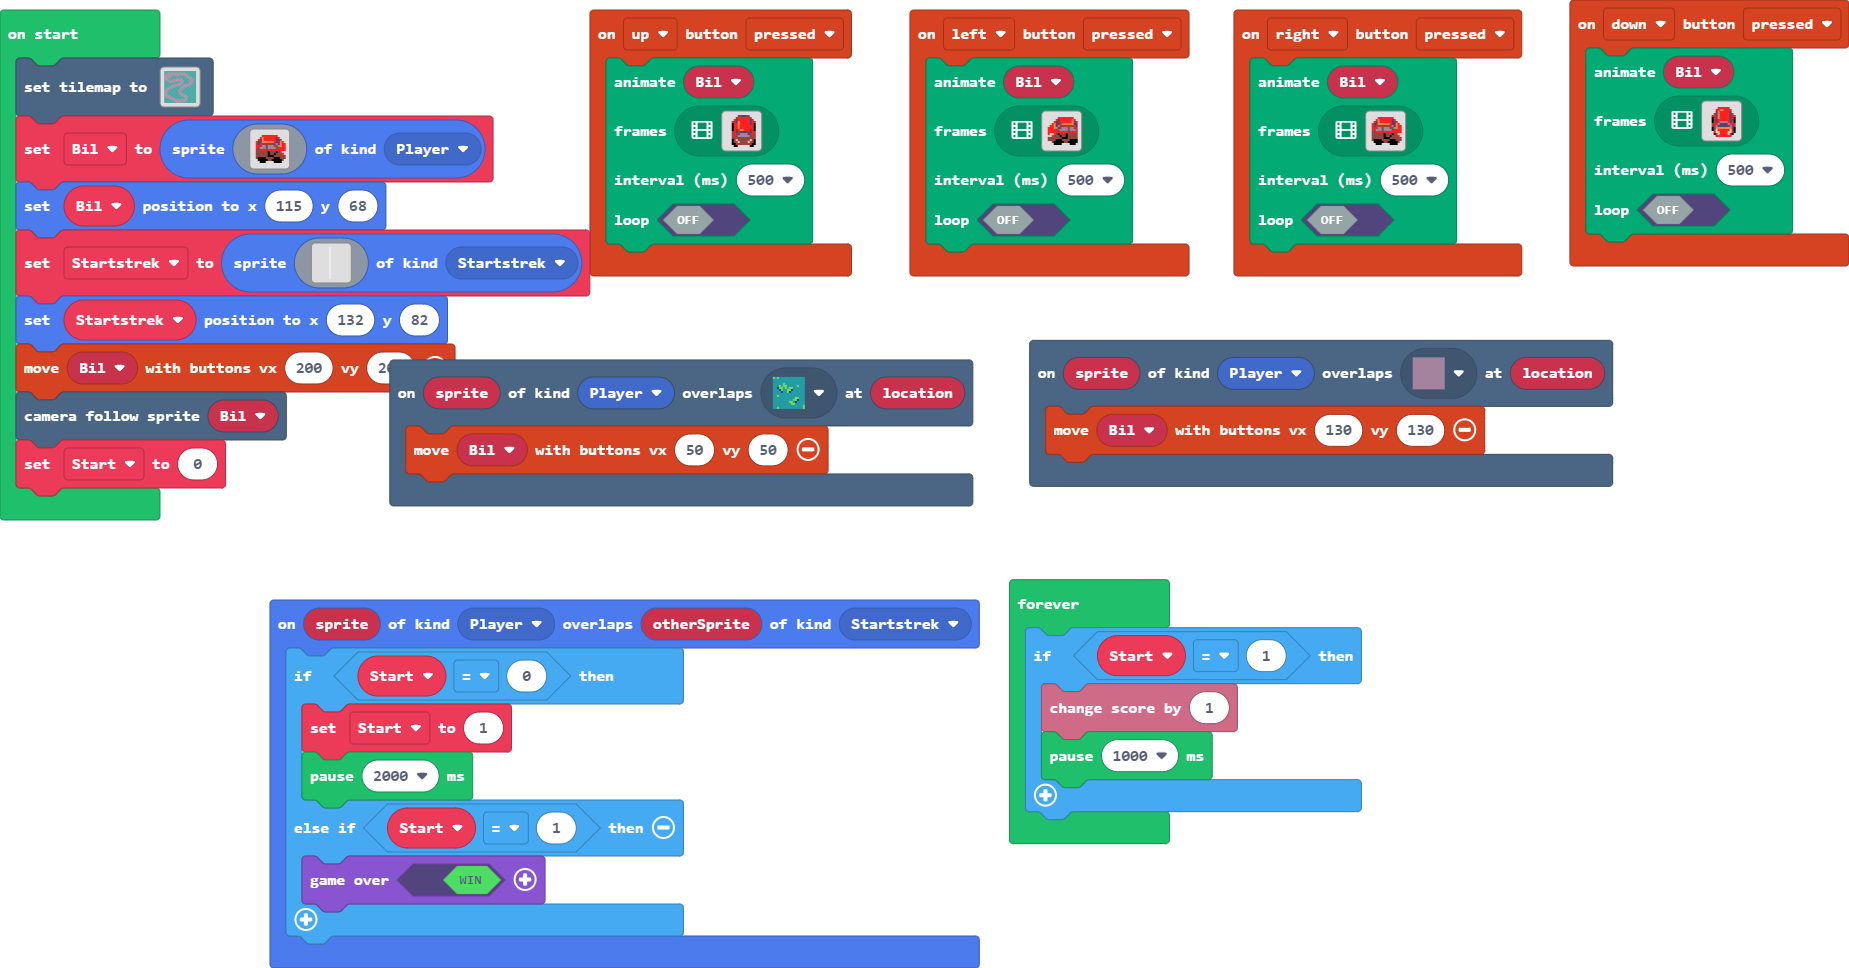 on start
set tilemap to
set Bil to sprite of kind Player
set Bil position to x 115 y 68
set Startstrek to sprite of kind Startstrek
set Startstrek position to x 132 y 82
move Bil with buttons vx 200 vy
camera follow sprite Bil
set Start to 0
on up button pressed
animate Bil
frames
interval (ms) 500
loop OFF
on left button pressed
animate Bil
frames
interval (ms) 500
loop OFF
on right button pressed
animate Bil
frames
interval (ms) 500
loop OFF
on down button pressed
animate Bil
frames
interval (ms) 500
loop OFF
on sprite of kind Player overlaps at location
move Bil with buttons vx 50 vy 50
on sprite of kind Player overlaps at location
move Bil with buttons vx 130 vy 130
on sprite of kind Player overlaps otherSprite of kind Startstrek
if Start = 0 then
set Start to 1
pause 2000 ms
else if Start = 1 then
game over WIN
forever
if Start = 1 then
change score by 1
pause 1000 ms